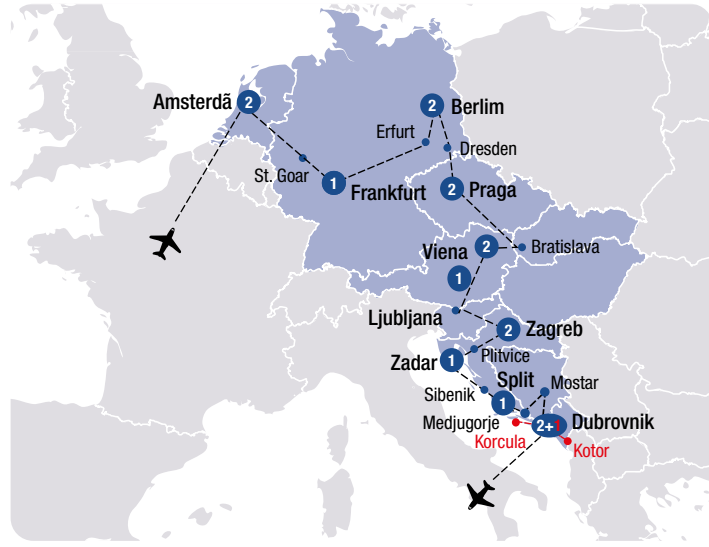 Amsterdã 2
2 Berlim
Erfurt
Dresden
St. Goar
1 Frankfurt
2 Praga
Viena 2
Bratislava
1
Ljubljana
2 Zagreb
Zadar 1
Plitvice
Sibenik
Split
1
Mostar
Medjugorje
2+1 Dubrovnik
Korcula
Kotor